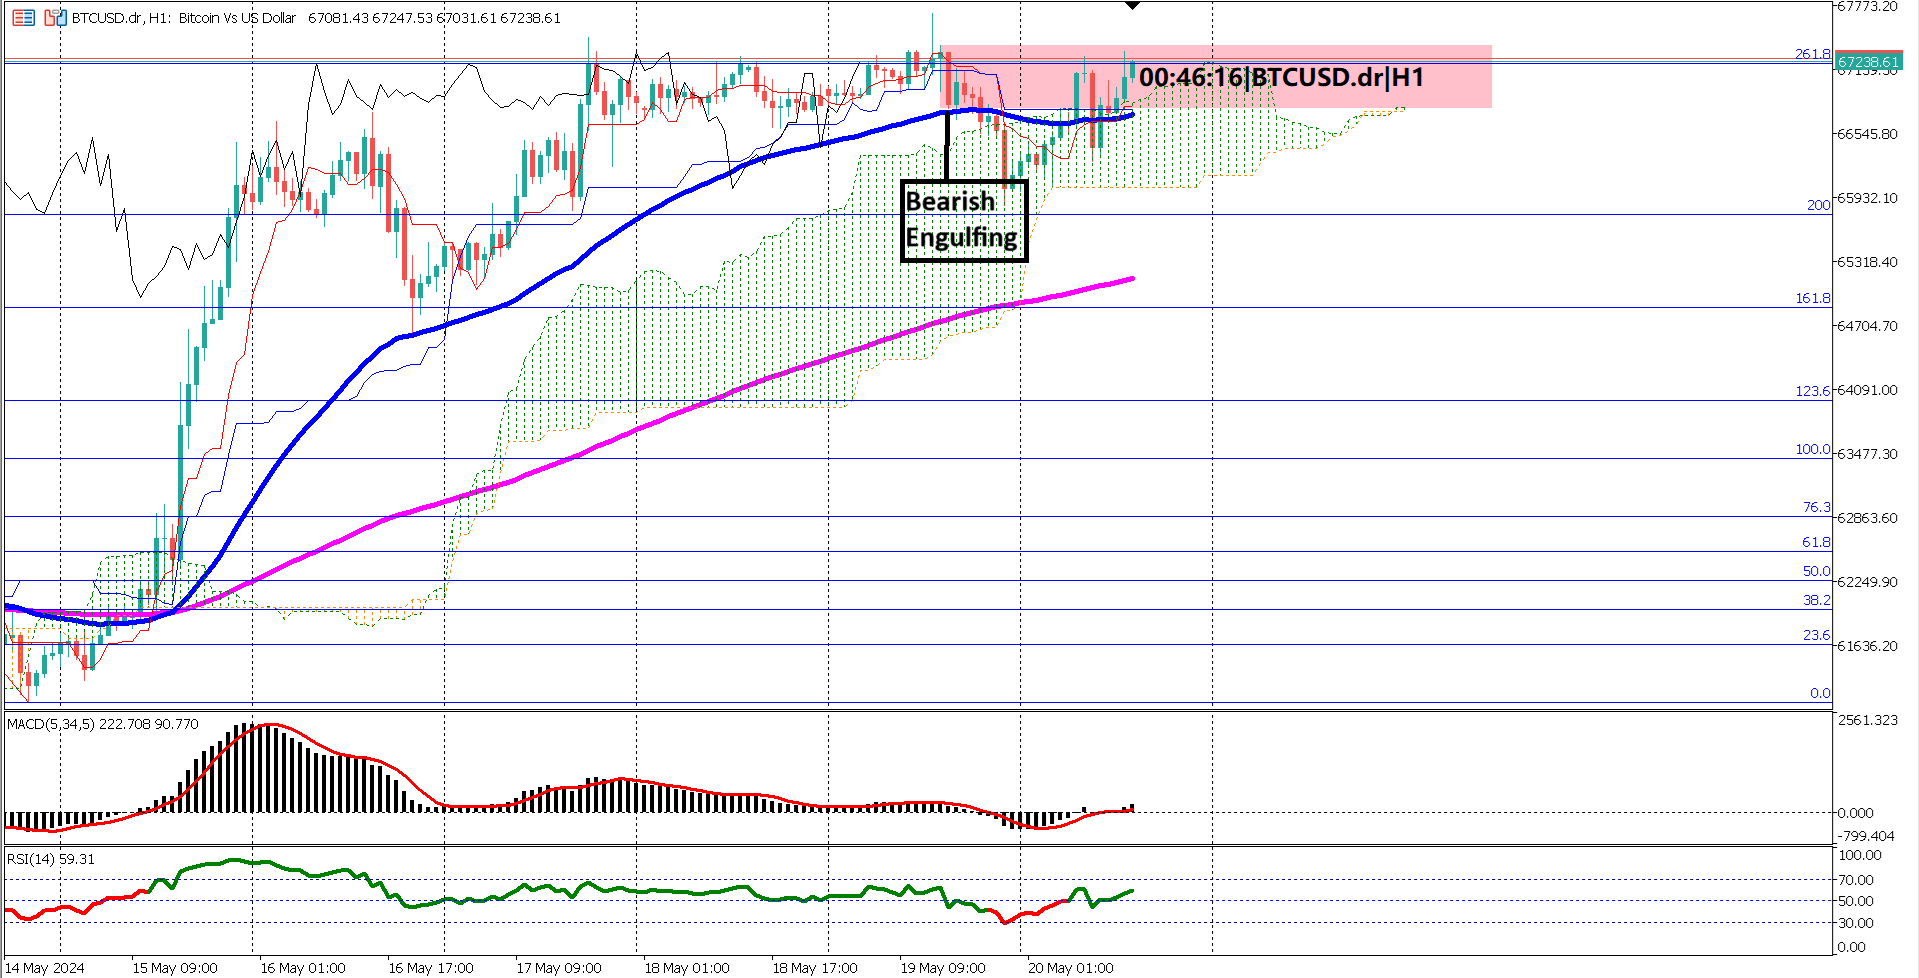 BTCUSD.dr, H1: Bitcoin Vs US Dollar 67081.43 67247.53 67031.61 67238.61
67773.20
261.8
67238.61
00:46:16|BTCUSD.dr|H1
66545.80
Bearish
Engulfing
65932.10
200
65318.40
161.8
64704.70
64091.00
123.6
100.0
63477.30
76.3
62863.60
61.8
50.0
62249.90
38.2
23.6
61636.20
0.0
MACD(5,34,5) 222.708 90.770
2561.323
0.000
-799.404
RSI(14) 59.31
100.00
70.00
50.00
30.00
0.00
14 May 2024
15 May 09:00
16 May 01:00
16 May 17:00
17 May 09:00
18 May 01:00
18 May 17:00
19 May 09:00
20 May 01:00